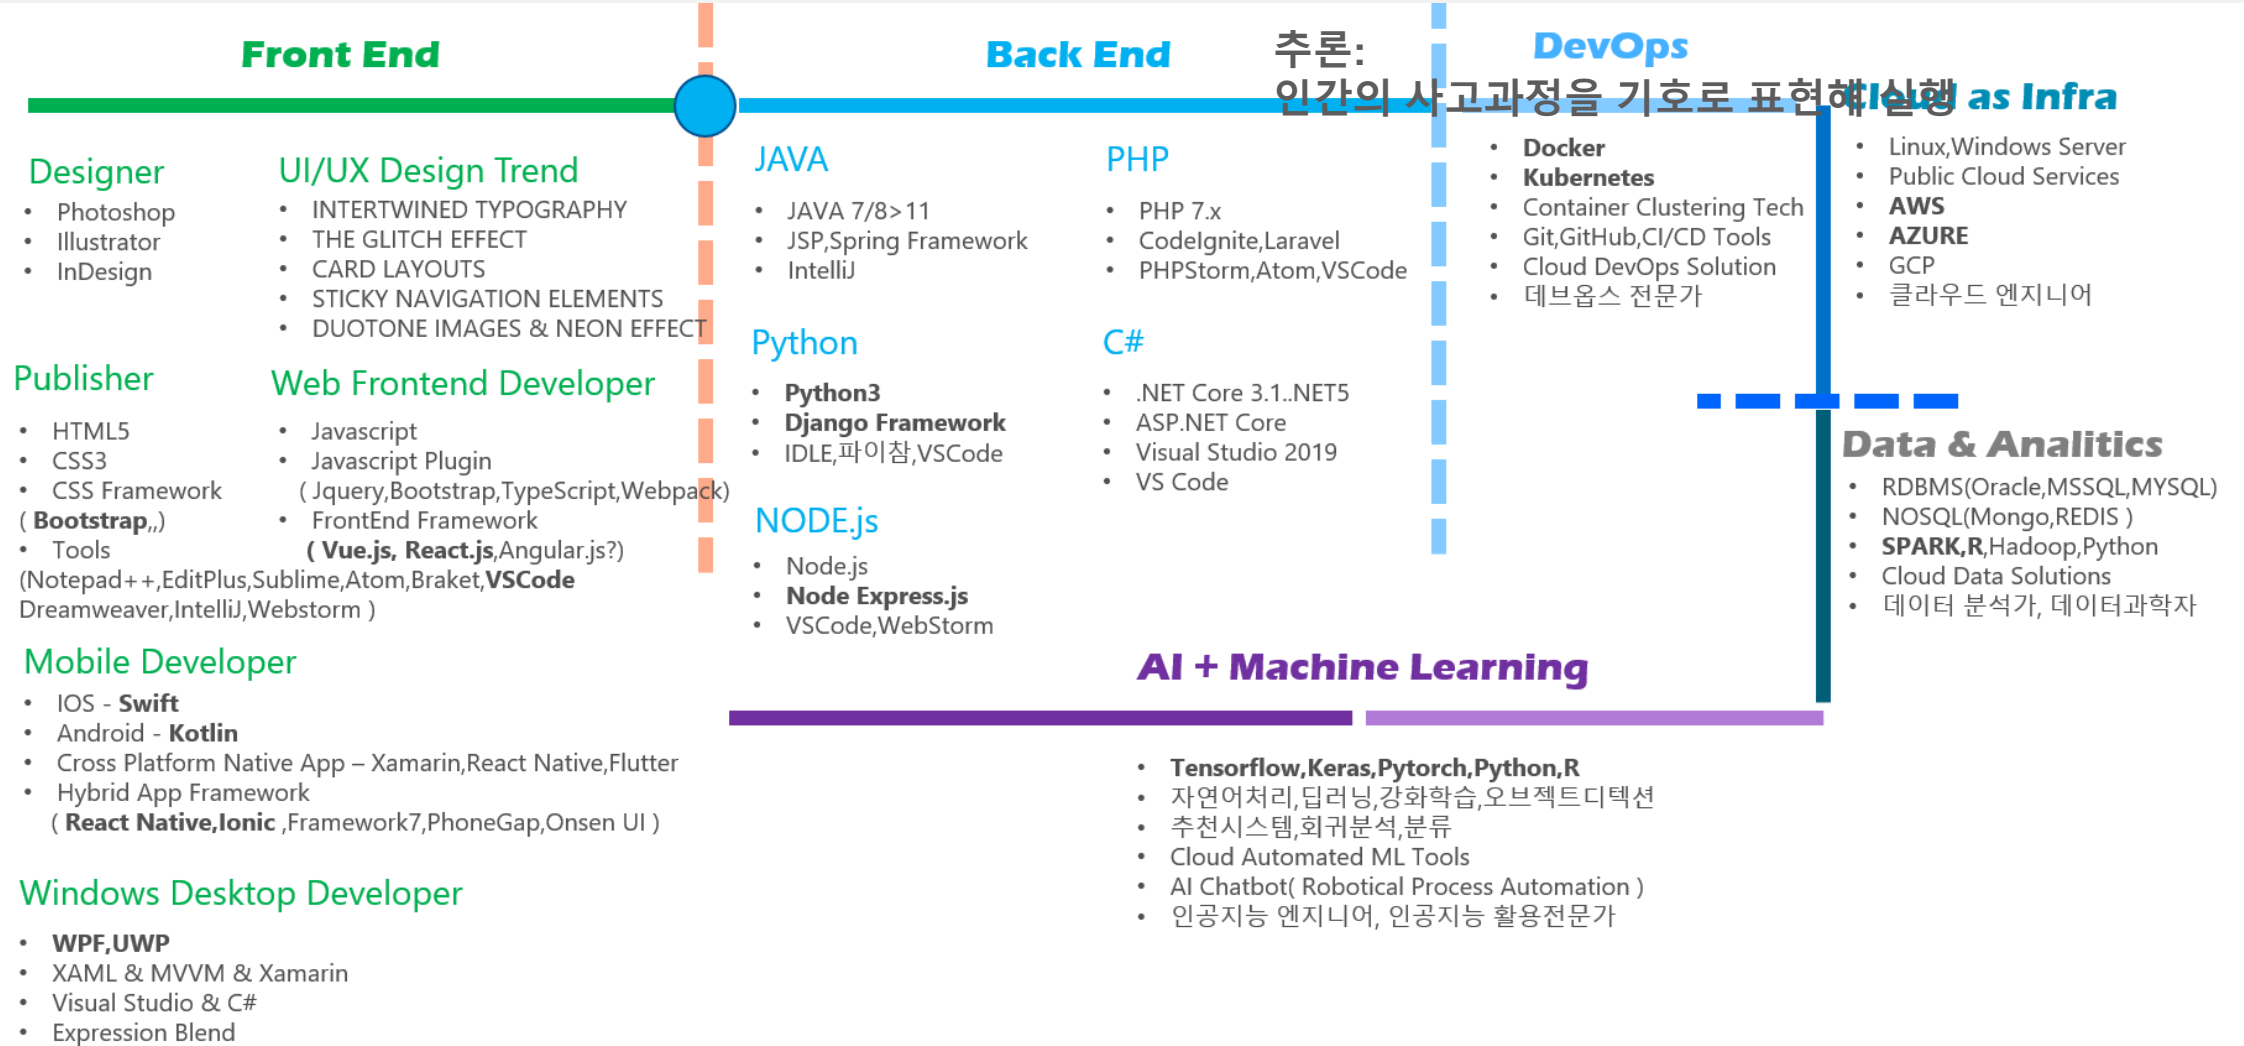 Front End
Designer
• Photoshop
• Illustrator
• InDesign
UI/UX Design Trend
• INTERTWINED TYPOGRAPHY
• THE GLITCH EFFECT
• CARD LAYOUTS
• STICKY NAVIGATION ELEMENTS
• DUOTONE IMAGES & NEON EFFECT
Publisher
• HTML5
• CSS3
• CSS Framework
( Bootstrap,,)
• Tools
(Notepad++,EditPlus,Sublime,Atom,Braket,VSCode
Dreamweaver,IntelliJ,Webstorm )
Web Frontend Developer
• Javascript
• Javascript Plugin
( Jquery,Bootstrap,TypeScript,Webpack)
• FrontEnd Framework
( Vue.js, React.js,Angular.js?)
Mobile Developer
• IOS - Swift
• Android - Kotlin
• Cross Platform Native App – Xamarin,React Native,Flutter
• Hybrid App Framework
( React Native,Ionic ,Framework7,PhoneGap,Onsen UI )
Windows Desktop Developer
• WPF,UWP
• XAML & MVVM & Xamarin
• Visual Studio & C#
• Expression Blend
Back End
추론:
인간의 사고과정을 기호로 표현해 실행
JAVA
• JAVA 7/8>11
• JSP,Spring Framework
• IntelliJ
PHP
• PHP 7.x
• CodeIgnite,Laravel
• PHPStorm,Atom,VSCode
Python
• Python3
• Django Framework
• IDLE,파이참,VSCode
C#
• .NET Core 3.1..NET5
• ASP.NET Core
• Visual Studio 2019
• VS Code
NODE.js
• Node.js
• Node Express.js
• VSCode,WebStorm
DevOps
• Docker
• Kubernetes
• Container Clustering Tech
• Git,GitHub,CI/CD Tools
• Cloud DevOps Solution
• 데브옵스 전문가
Cloud as Infra
• Linux,Windows Server
• Public Cloud Services
• AWS
• AZURE
• GCP
• 클라우드 엔지니어
Data & Analitics
• RDBMS(Oracle,MSSQL,MYSQL)
• NOSQL(Mongo,REDIS )
• SPARK,R,Hadoop,Python
• Cloud Data Solutions
• 데이터 분석가, 데이터과학자
AI + Machine Learning
• Tensorflow,Keras,Pytorch,Python,R
• 자연어처리,딥러닝,강화학습,오브젝트디텍션
• 추천시스템,회귀분석,분류
• Cloud Automated ML Tools
• AI Chatbot( Robotical Process Automation )
• 인공지능 엔지니어, 인공지능 활용전문가